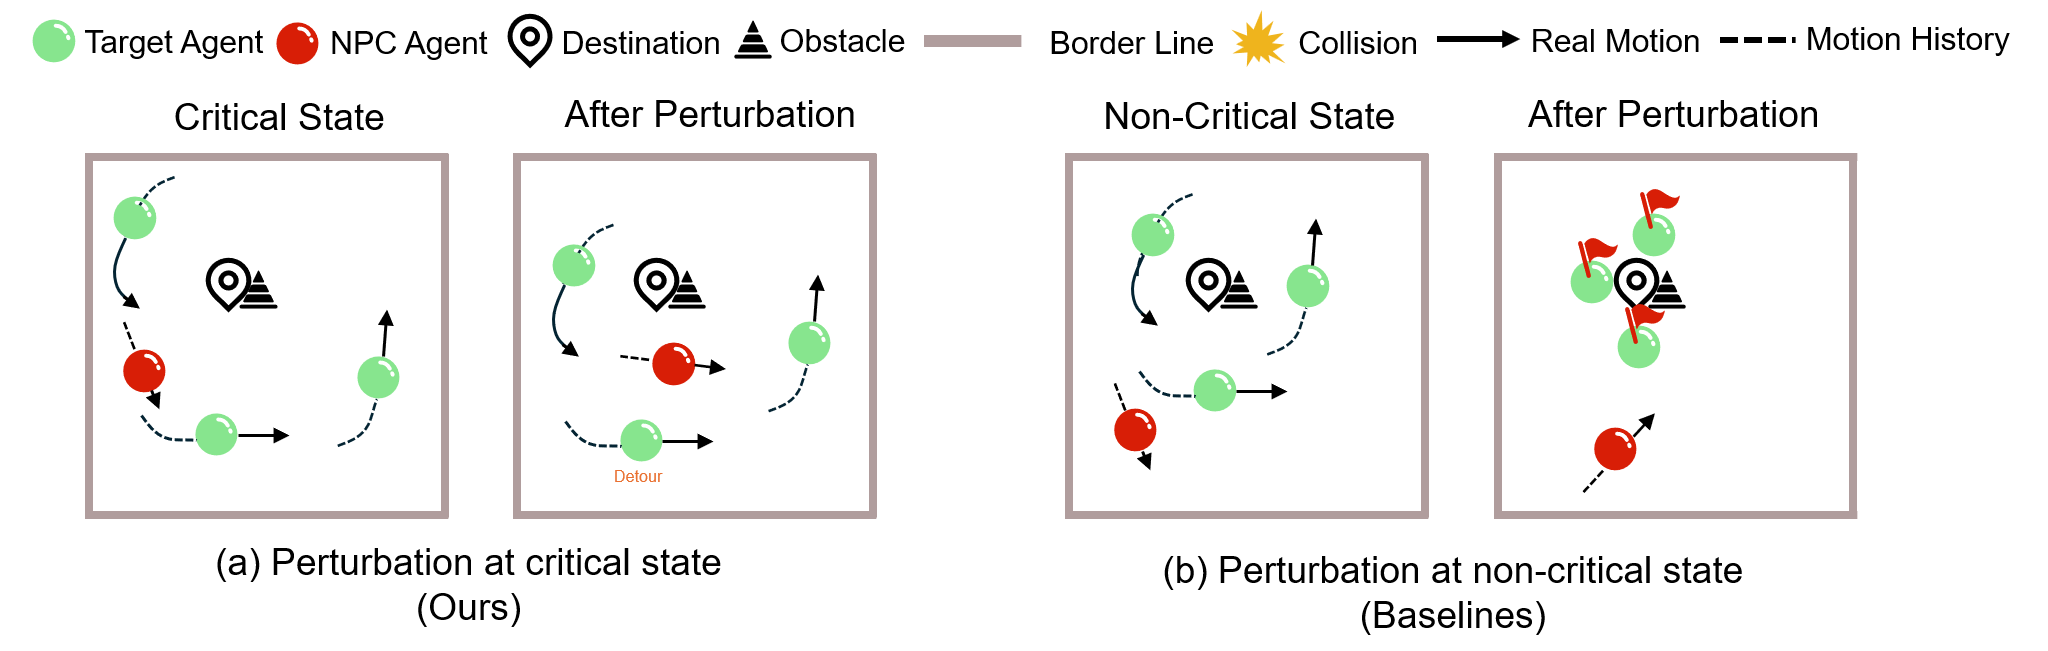 Target Agent NPC Agent Destination Obstacle Border Line Collision Real Motion Motion History
Critical State After Perturbation Non-Critical State After Perturbation
Detour
(a) Perturbation at critical state
(Ours)
(b) Perturbation at non-critical state
(Baselines)